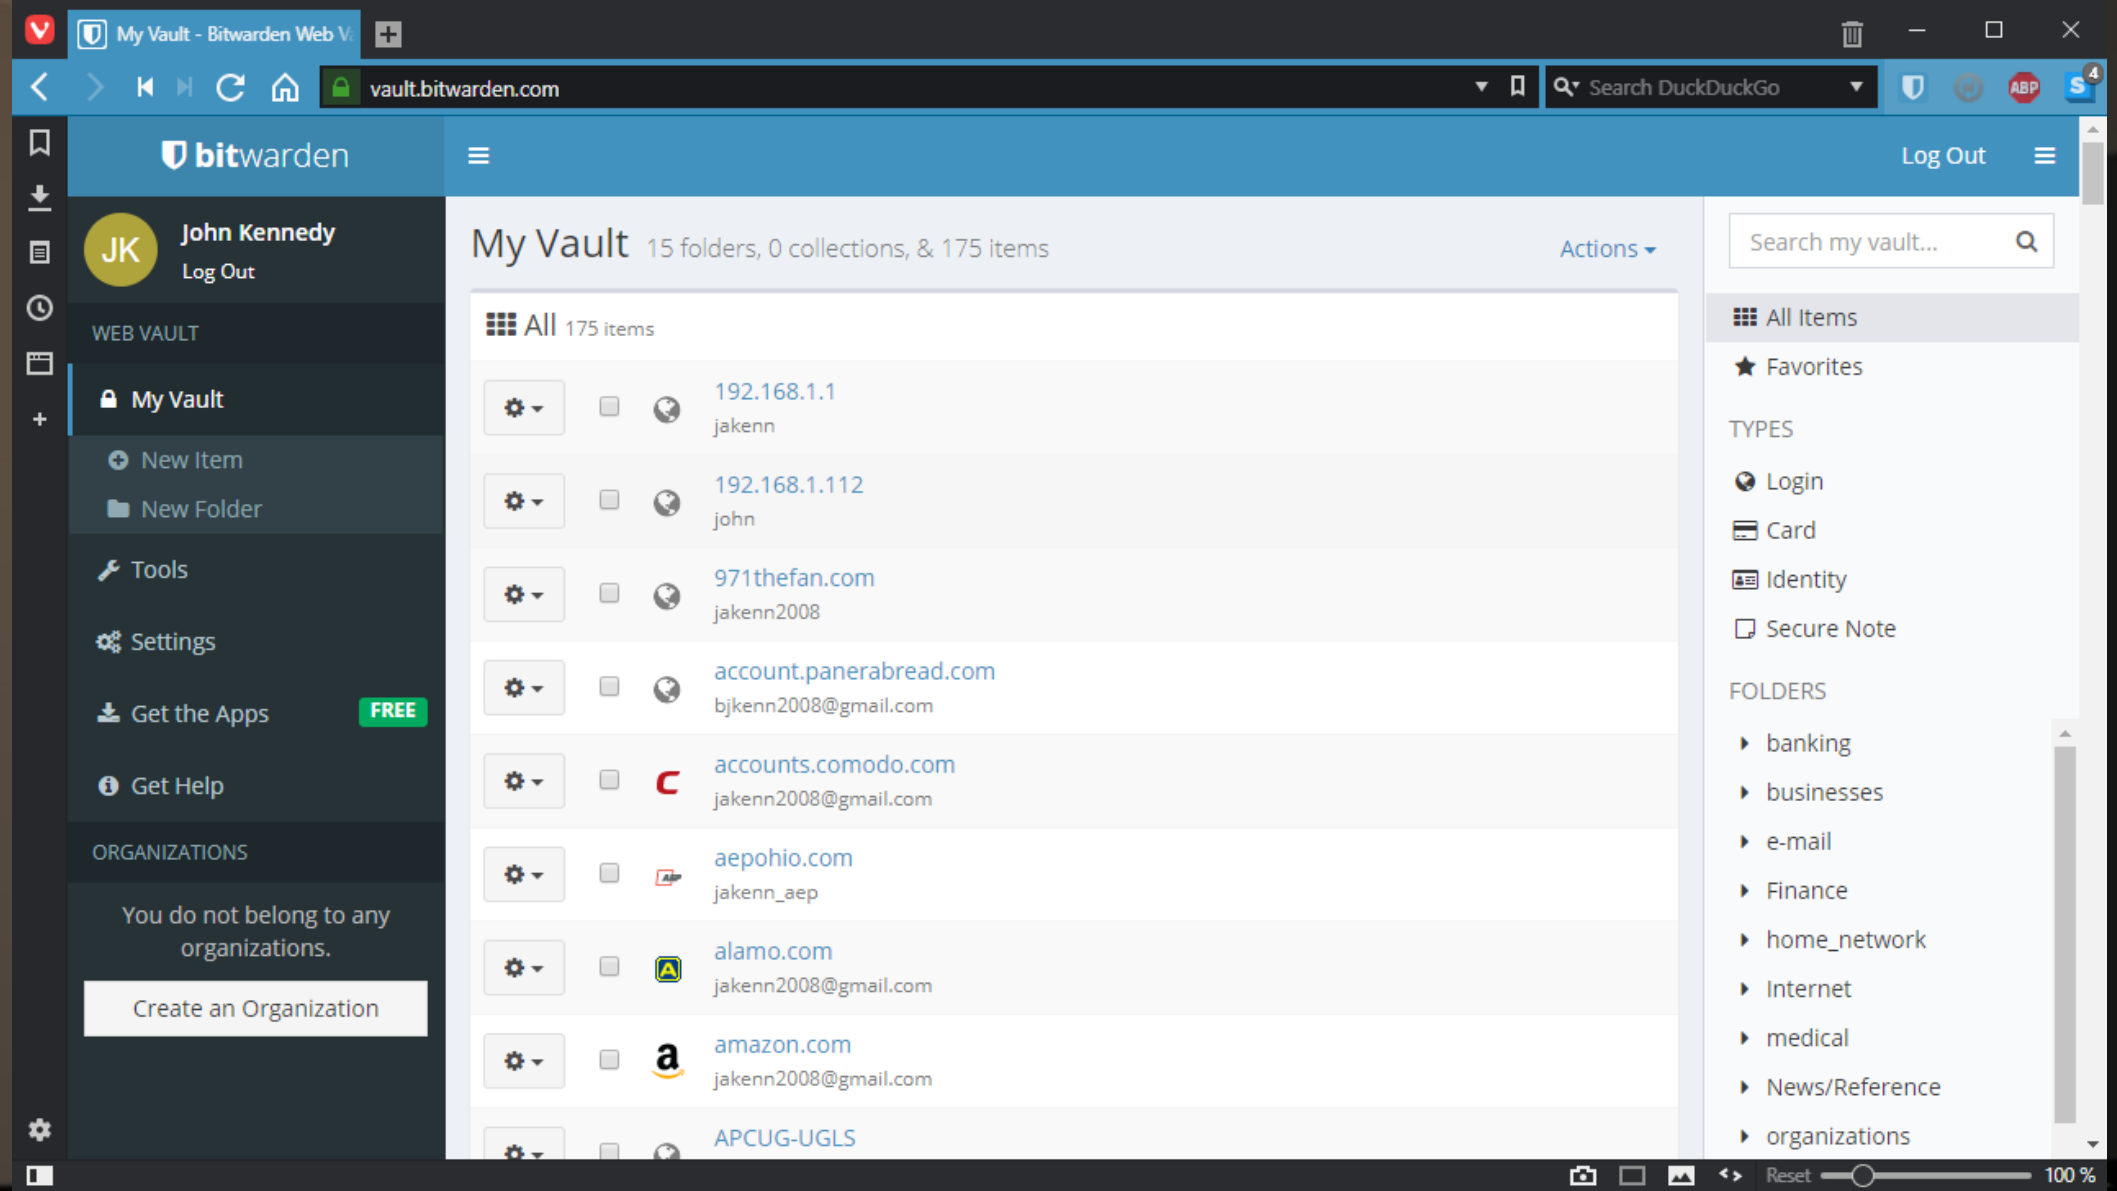 My Vault - Bitwarden Web V
vault.bitwarden.com
Search DuckDuckGo
ABP
S
4
bitwarden
Log Out
JK
John Kennedy
Log Out
WEB VAULT
My Vault
New Item
New Folder
Tools
Settings
Get the Apps
FREE
Get Help
ORGANIZATIONS
You do not belong to any
organizations.
Create an Organization
My Vault 15 folders, 0 collections, & 175 items
Actions
All 175 items
192.168.1.1
jakenn
192.168.1.112
john
971thefan.com
jakenn2008
account.panerabread.com
bjkenn2008@gmail.com
accounts.comodo.com
jakenn2008@gmail.com
aepohio.com
jakenn_aep
alamo.com
jakenn2008@gmail.com
amazon.com
jakenn2008@gmail.com
APCUG-UGLS
Search my vault...
All Items
Favorites
TYPES
Login
Card
Identity
Secure Note
FOLDERS
banking
businesses
e-mail
Finance
home_network
Internet
medical
News/Reference
organizations
Reset
100 %